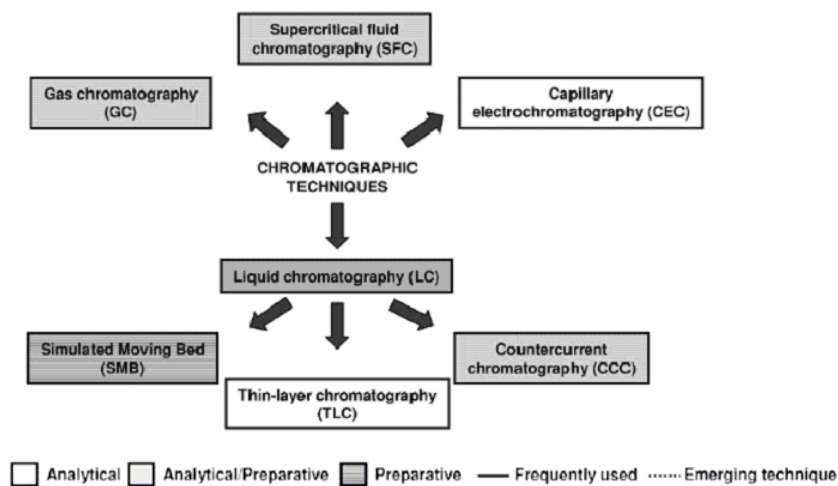 Supercritical fluid
chromatography (SFC)
Gas chromatography
(GC)
Capillary
electrochromatography (CEC)
CHROMATOGRAPHIC
TECHNIQUES
Liquid chromatography (LC)
Simulated Moving Bed
(SMB)
Countercurrent
chromatography (CCC)
Thin-layer chromatography
(TLC)
Analytical
Analytical/Preparative
Preparative
Frequently used
Emerging technique